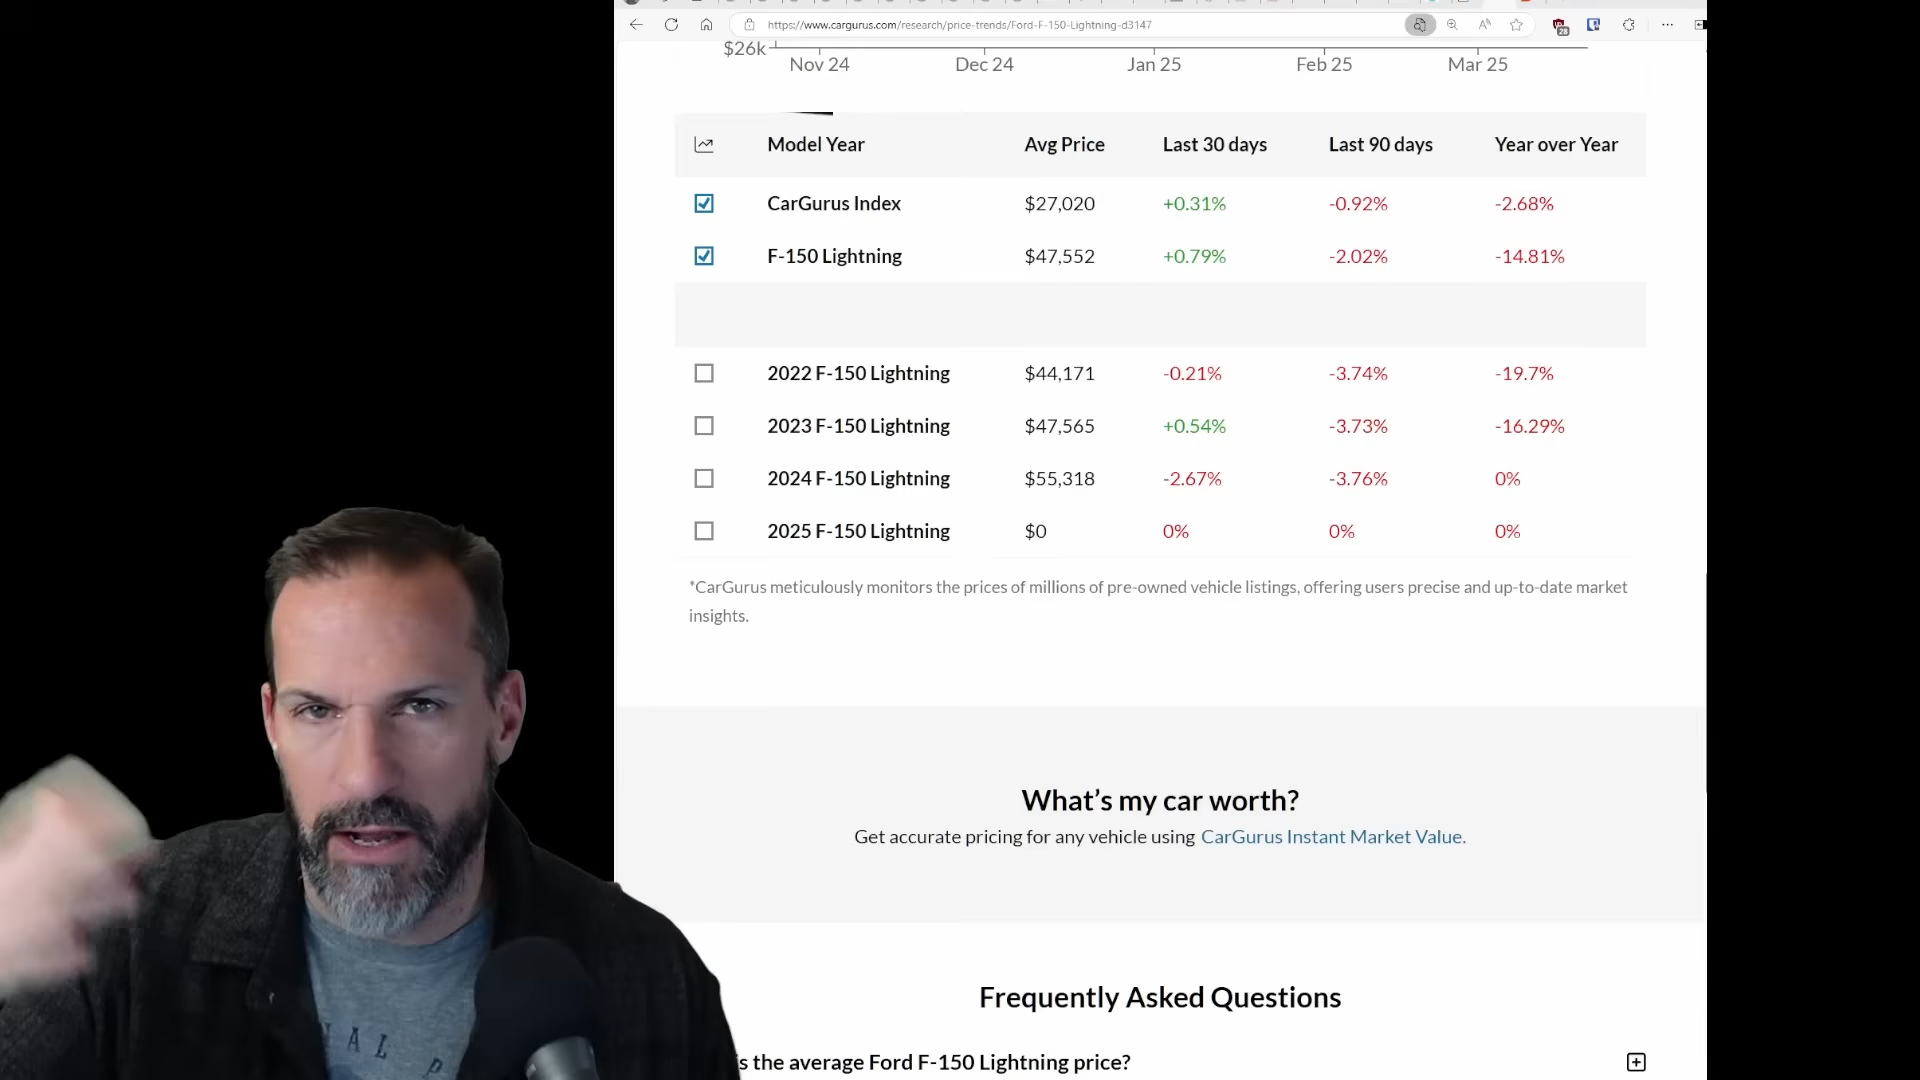 https://www.cargurus.com/research/price-trends/Ford-F-150-Lightning-d3147
28
$26k
Nov 24 Dec 24 Jan 25 Feb 25 Mar 25
Model Year Avg Price Last 30 days Last 90 days Year over Year
CarGurus Index $27,020 +0.31% -0.92% -2.68%
F-150 Lightning $47,552 +0.79% -2.02% -14.81%
2022 F-150 Lightning $44,171 -0.21% -3.74% -19.7%
2023 F-150 Lightning $47,565 +0.54% -3.73% -16.29%
2024 F-150 Lightning $55,318 -2.67% -3.76% 0%
2025 F-150 Lightning $0 0% 0% 0%
*CarGurus meticulously monitors the prices of millions of pre-owned vehicle listings, offering users precise and up-to-date market
insights.
What's my car worth?
Get accurate pricing for any vehicle using CarGurus Instant Market Value.
Frequently Asked Questions
is the average Ford F-150 Lightning price?